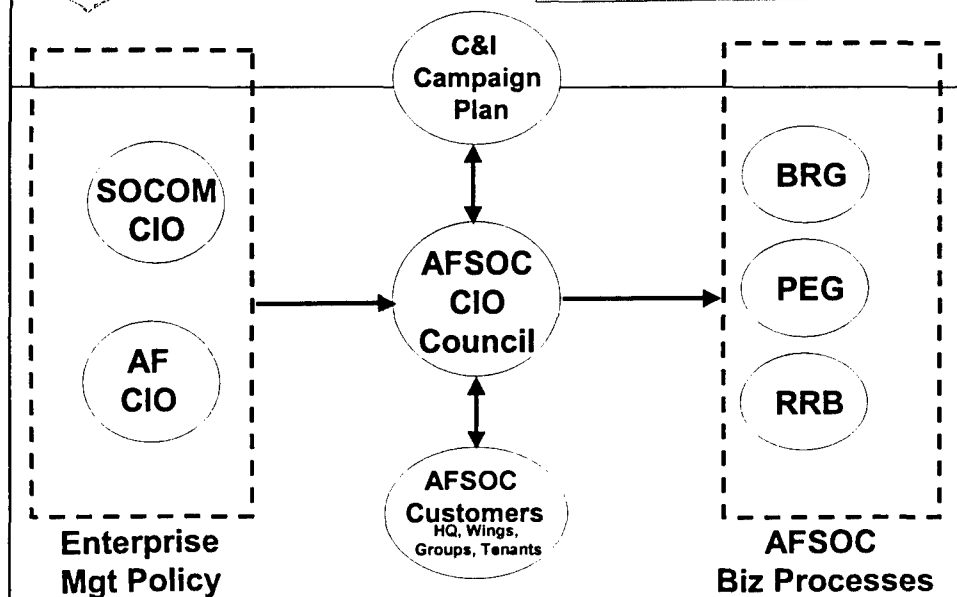 C&I
Campaign
Plan
SOCOM
CIO
AF
CIO
Enterprise
Mgt Policy
AFSOC
CIO
Council
AFSOC
Customers
HQ, Wings,
Groups, Tenants
BRG
PEG
RRB
AFSOC
Biz Processes